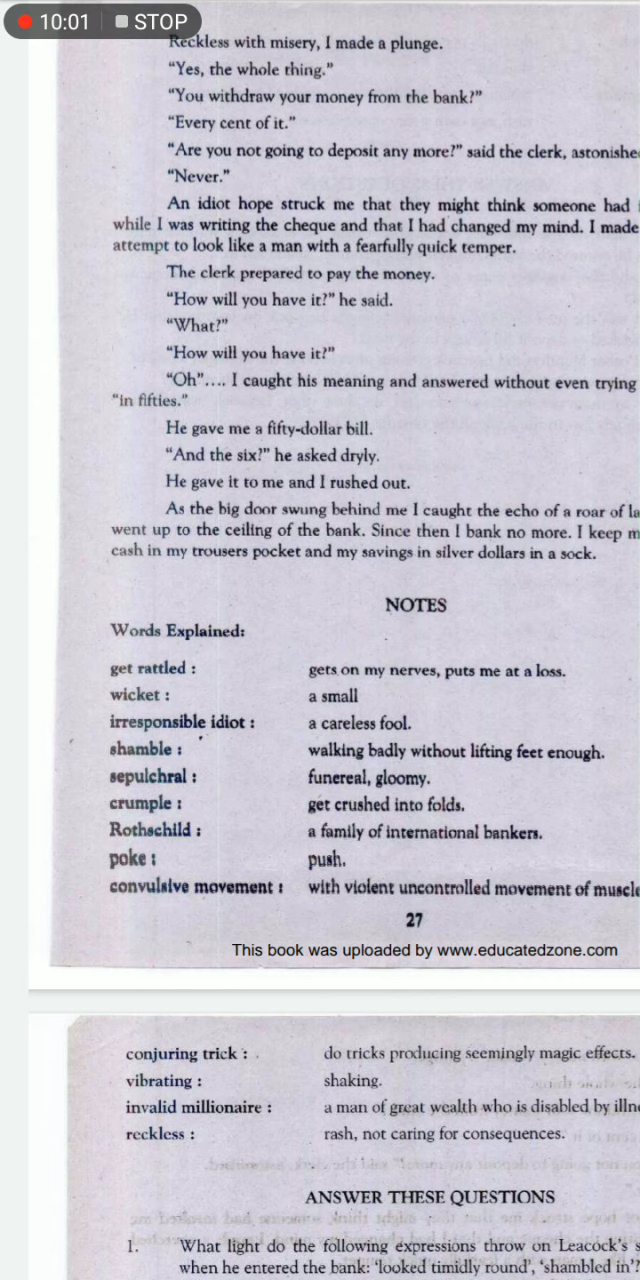 10:01 STOP
Reckless with misery, I made a plunge.
“Yes, the whole thing.”
“You withdraw your money from the bank?”
“Every cent of it.”
“Are you not going to deposit any more?” said the clerk,
“Never.”
An idiot hope struck me that they might think someone had
while I was writing the cheque and that I had changed my mind. I made
attempt to look like a man with a fearfully quick temper.
The clerk prepared to pay the money.
“How will you have it?” he said.
“What?”
“How will you have it?”
“Oh”.... I caught his meaning and answered without even trying
“in fifties.”
He gave me a fifty-dollar bill.
“And the six?” he asked dryly.
He gave it to me and I rushed out.
As the big door swung behind me I caught the echo of a roar of
went up to the ceiling of the bank. Since then I bank no more. I keep
cash in my trousers pocket and my savings in silver dollars in a sock.
NOTES
Words Explained:
get rattled : gets on my nerves, puts me at a loss.
wicket : a small
irresponsible idiot : a careless fool.
shamble : walking badly without lifting feet enough.
sepulchral : funereal, gloomy.
crumple : get crushed into folds.
Rothschild : a family of international bankers.
poke : push.
convulsive movement : with violent uncontrolled movement of
27
This book was uploaded by www.educatedzone.com
conjuring trick : do tricks producing seemingly magic effects.
vibrating : shaking.
invalid millionaire : a man of great wealth who is disabled by
reckless : rash, not caring for consequences.
ANSWER THESE QUESTIONS
1. What light do the following expressions throw on Leacock's
when he entered the bank: ‘looked timidly round’, ‘shambled in’?